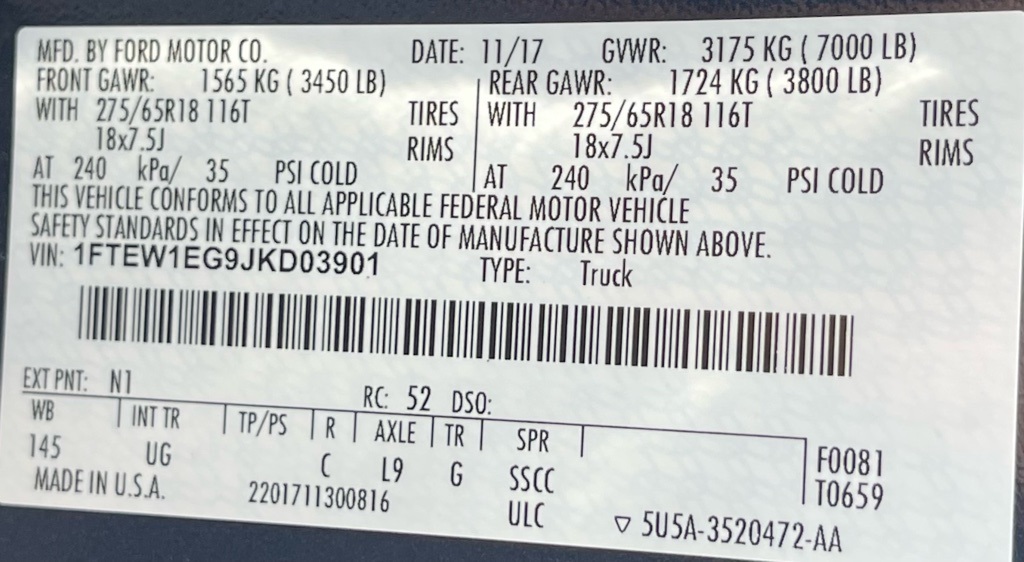 MFD. BY FORD MOTOR CO. DATE: 11/17 GVWR: 3175 KG ( 7000 LB)
FRONT GAWR: 1565 KG ( 3450 LB) REAR GAWR: 1724 KG ( 3800 LB)
WITH 275/65R18 116T TIRES WITH 275/65R18 116T TIRES
18x7.5J RIMS 18x7.5J RIMS
AT 240 kPa/ 35 PSI COLD AT 240 kPa/ 35 PSI COLD
THIS VEHICLE CONFORMS TO ALL APPLICABLE FEDERAL MOTOR VEHICLE
SAFETY STANDARDS IN EFFECT ON THE DATE OF MANUFACTURE SHOWN ABOVE.
VIN: 1FTEW1EG9JKD03901 TYPE: Truck
EXT PNT: N1 RC: 52 DSO:
WB INT TR TP/PS R AXLE TR SPR
145 UG C L9 G SSCC F0081
MADE IN U.S.A. 2201711300816 ULC T0659
▽ 5U5A-3520472-AA